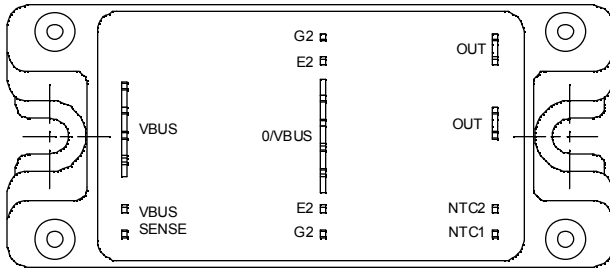 G2
E2
OUT
VBUS
0/VBUS
OUT
VBUS
SENSE
E2
G2
NTC2
NTC1